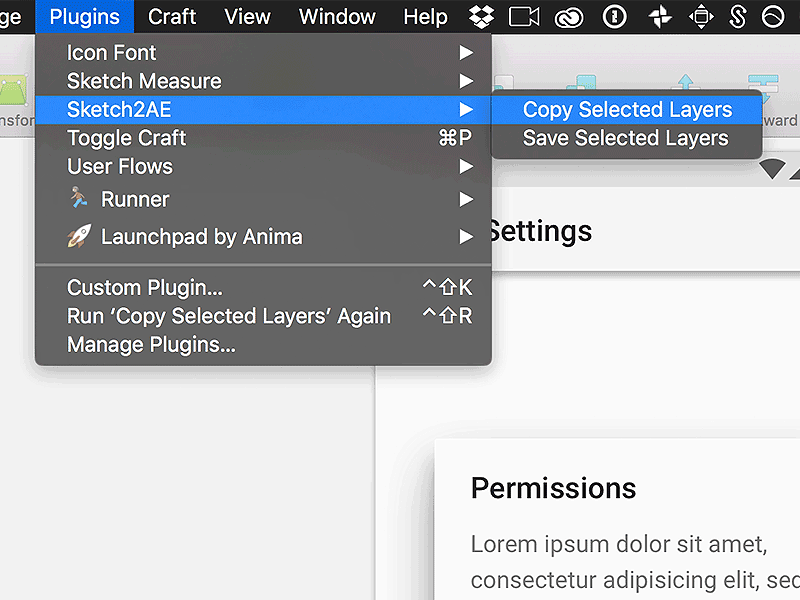 ge Plugins Craft View Window Help
Icon Font
Sketch Measure
Sketch2AE
Copy Selected Layers
Toggle Craft ⌘P
Save Selected Layers
User Flows
Runner
Launchpad by Anima
Custom Plugin... ^⇧K
Run ‘Copy Selected Layers’ Again ^⇧R
Manage Plugins...
nsfor
ward
Settings
Permissions
Lorem ipsum dolor sit amet,
consectetur adipisicing elit, sed